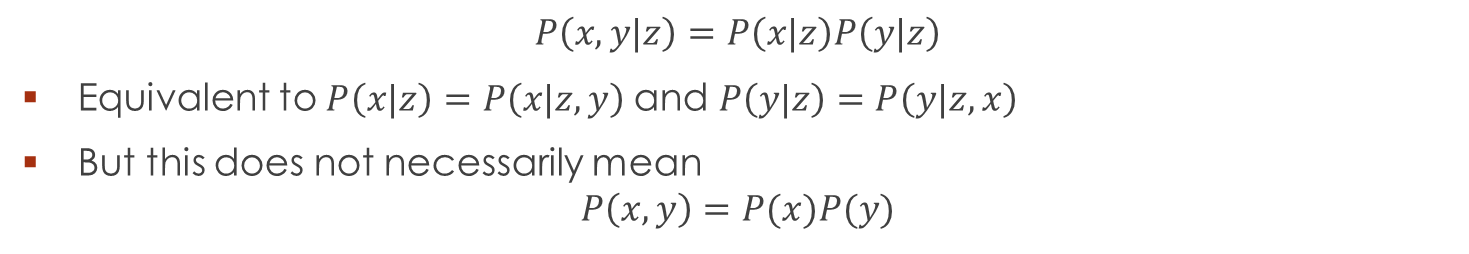 P(x, y|z) = P(x|z)P(y|z)
▪ Equivalent to P(x|z) = P(x|z, y) and P(y|z) = P(y|z, x)
▪ But this does not necessarily mean
P(x, y) = P(x)P(y)